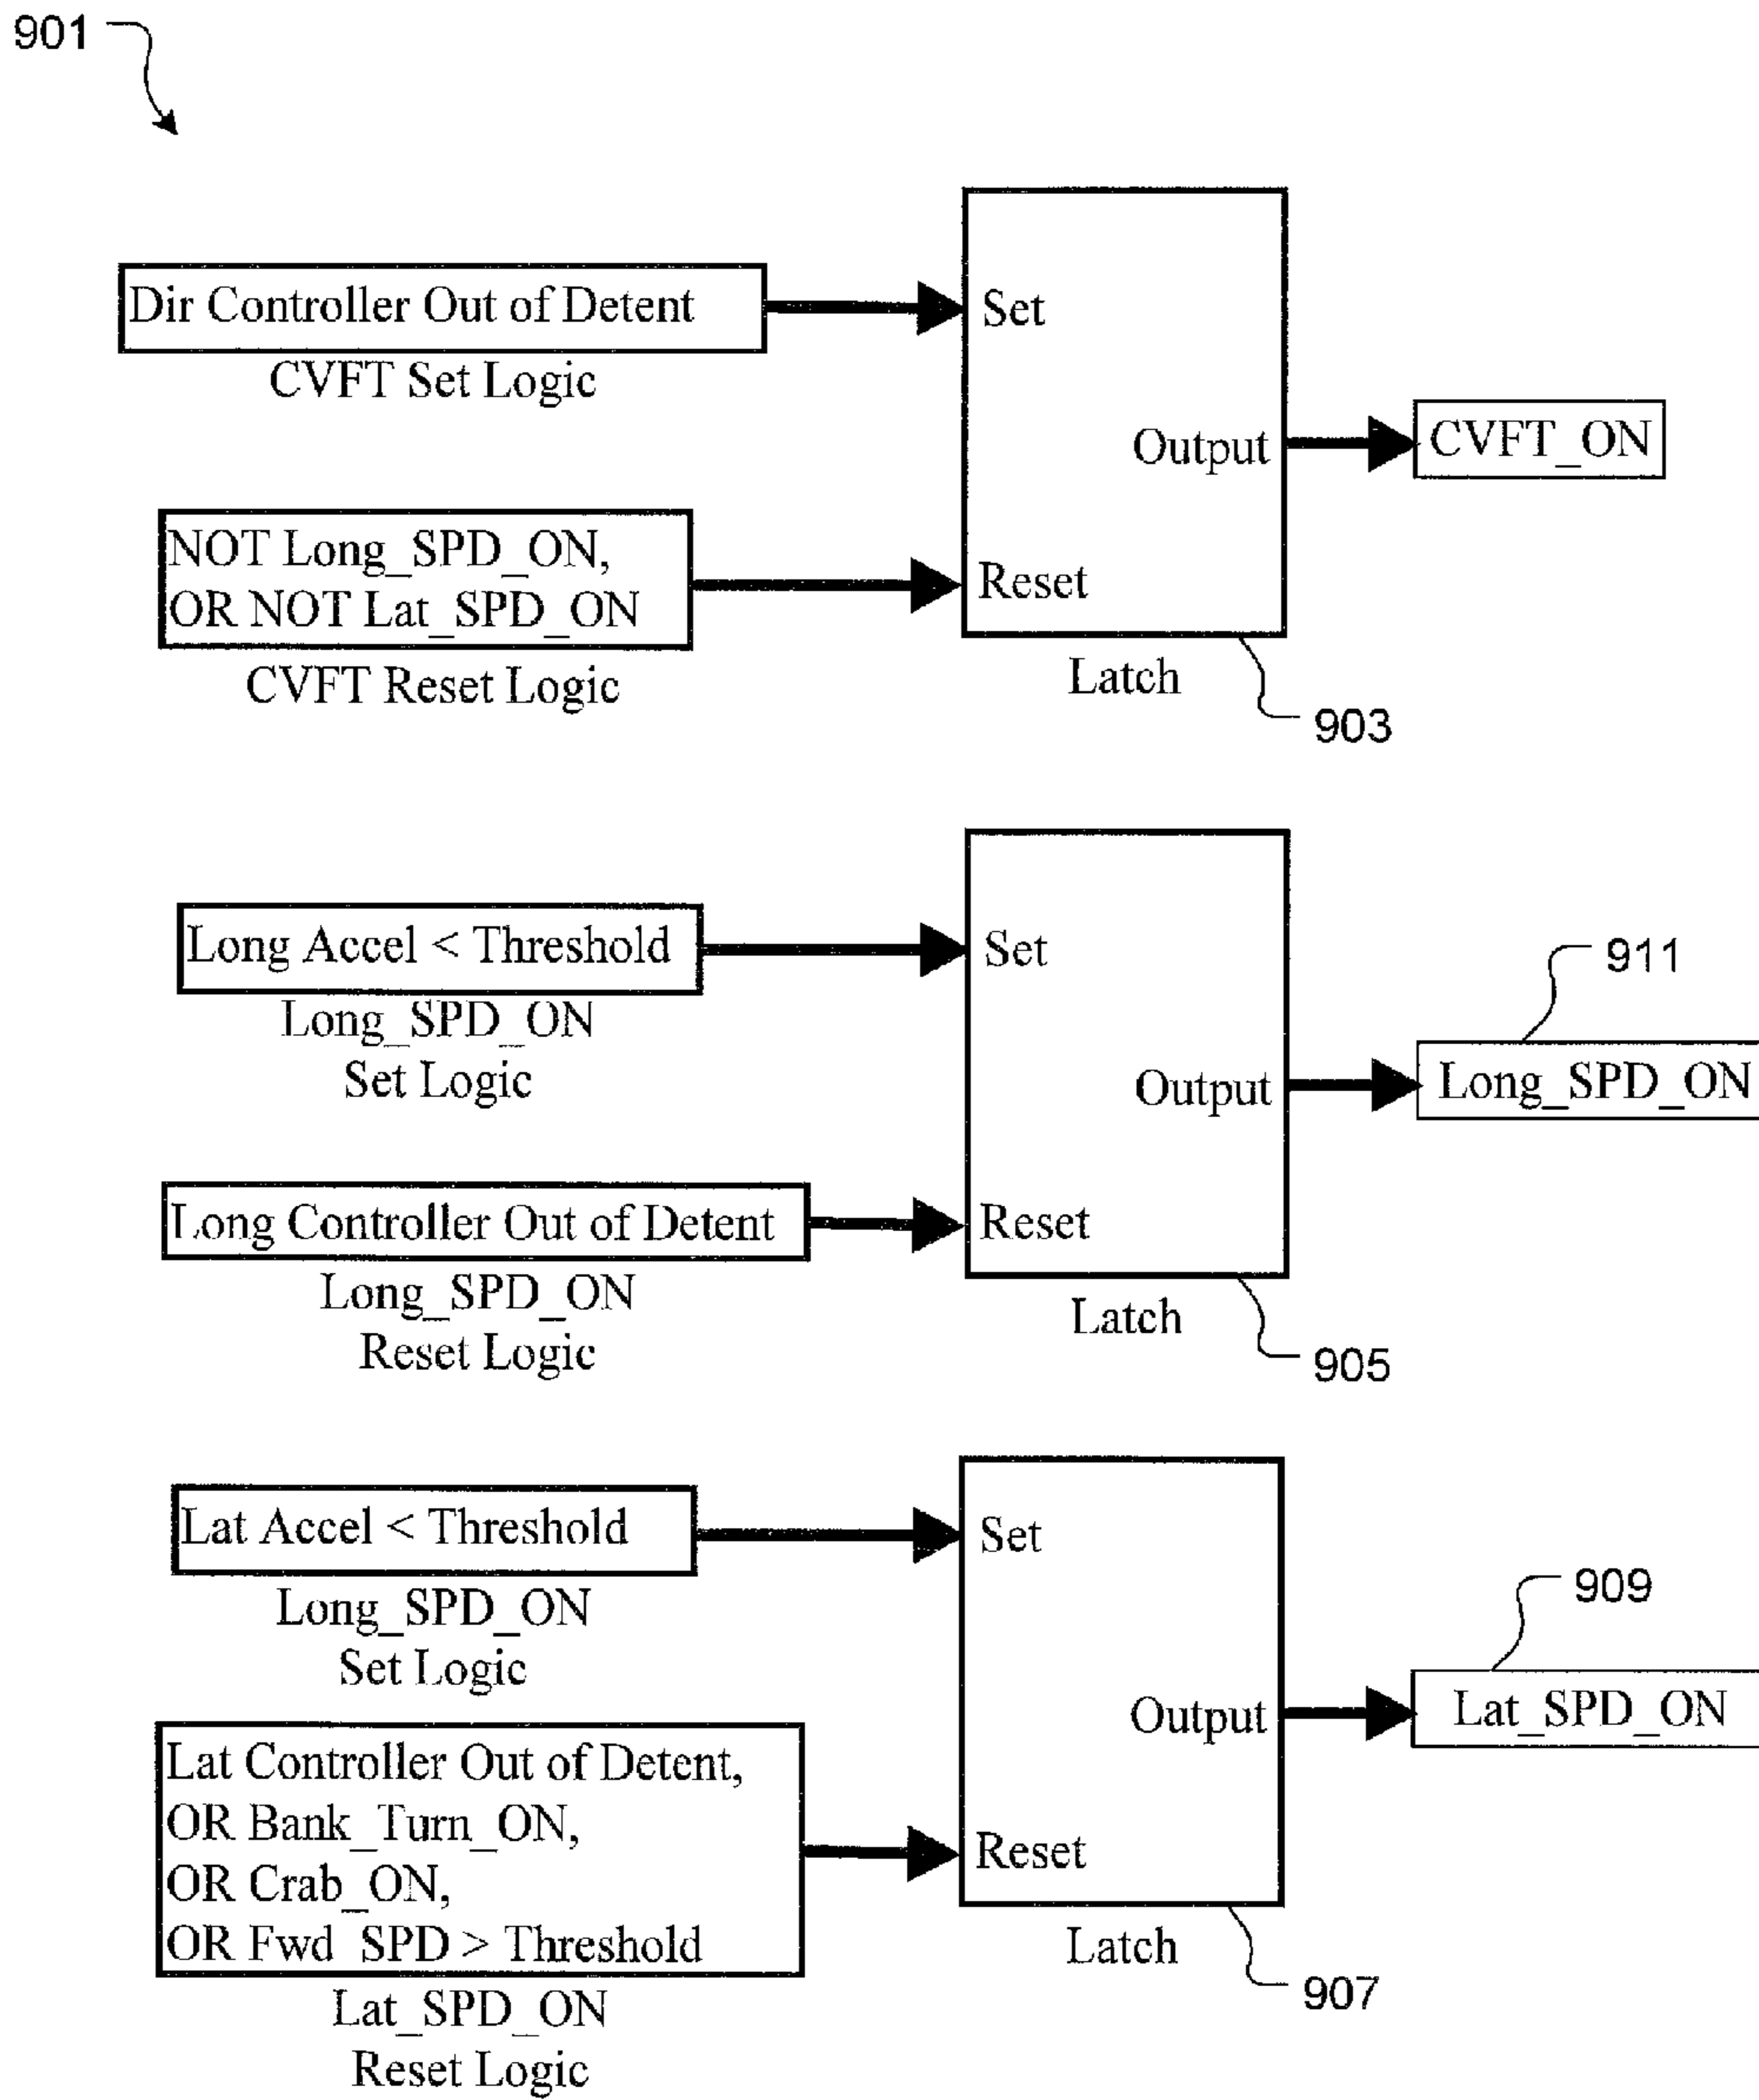 901
Dir Controller Out of Detent
CVFT Set Logic
Set
Output
CVFT_ON
NOT Long_SPD_ON,
OR NOT Lat_SPD_ON
CVFT Reset Logic
Reset
Latch
903
Long Accel < Threshold
Long_SPD_ON
Set Logic
Set
Output
911
Long_SPD_ON
Long Controller Out of Detent
Long_SPD_ON
Reset Logic
Reset
Latch
905
Lat Accel < Threshold
Long_SPD_ON
Set Logic
Set
Output
909
Lat_SPD_ON
Lat Controller Out of Detent,
OR Bank_Turn_ON,
OR Crab_ON,
OR Fwd_SPD > Threshold
Lat_SPD_ON
Reset Logic
Reset
Latch
907